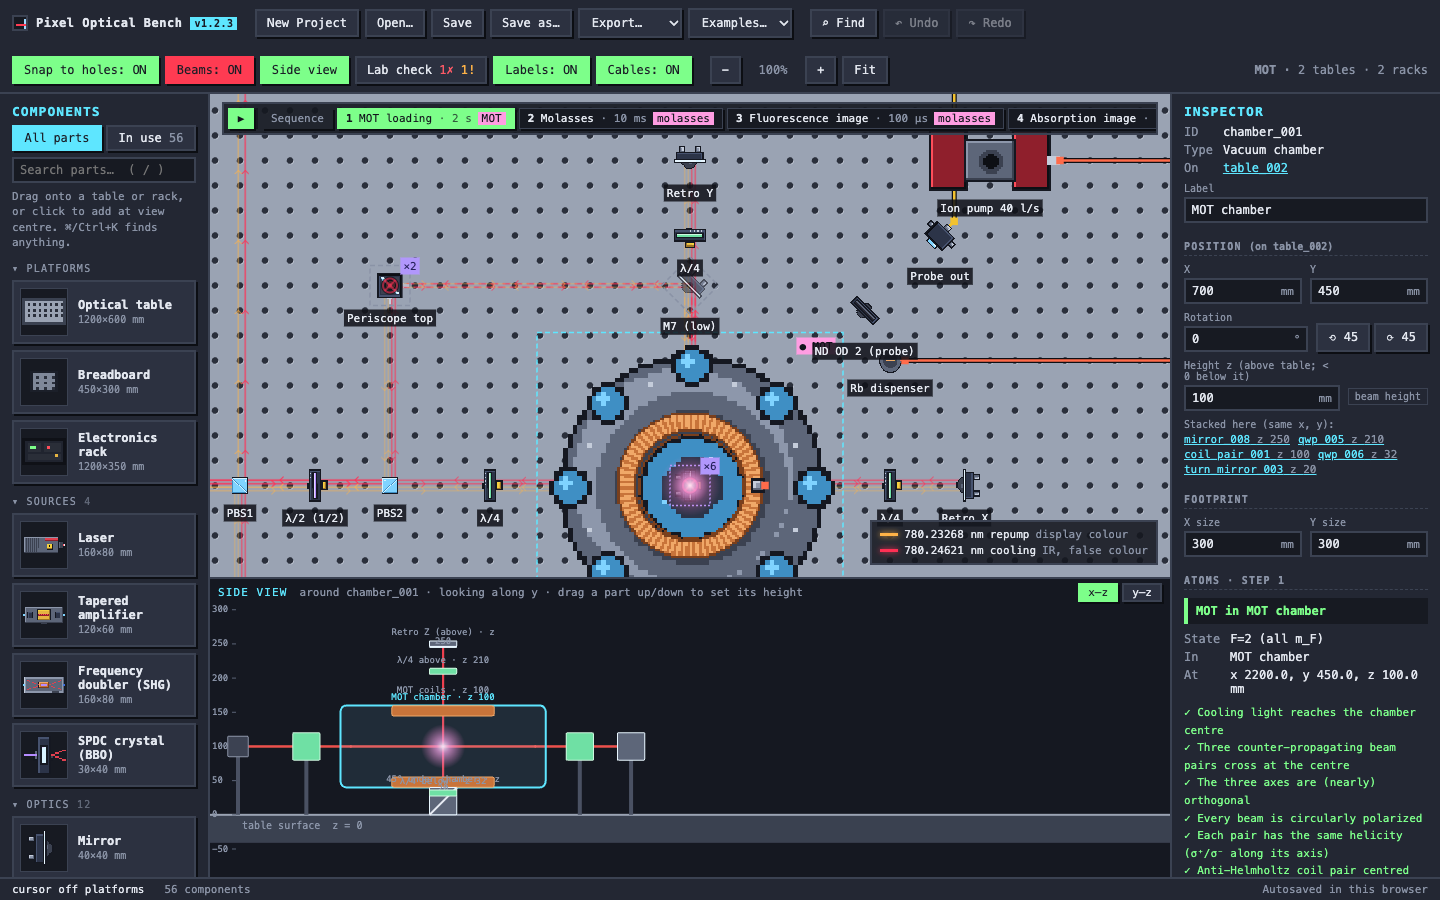 Pixel Optical Bench v1.2.3 New Project Open… Save Save as… Export… Examples… ⌕ Find ↶ Undo ↷ Redo
Snap to holes: ON Beams: ON Side view Lab check 1✗ 1! Labels: ON Cables: ON − 100% + Fit MOT · 2 tables · 2 racks
COMPONENTS
All parts In use 56
Search parts… ( / )
Drag onto a table or rack,
or click to add at view
centre. ⌘/Ctrl+K finds
anything.
▾ PLATFORMS
Optical table
1200×600 mm
Breadboard
450×300 mm
Electronics
rack
1200×350 mm
▾ SOURCES 4
Laser
160×80 mm
Tapered
amplifier
120×60 mm
Frequency
doubler (SHG)
160×80 mm
SPDC crystal
(BBO)
30×40 mm
▾ OPTICS 12
Mirror
40×40 mm
▶ Sequence 1 MOT loading · 2 s MOT 2 Molasses · 10 ms molasses 3 Fluorescence image · 100 µs molasses 4 Absorption image ·
Retro Y
Ion pump 40 l/s
λ/4
Probe out
×2
Periscope top
M7 (low)
ND OD 2 (probe)
Rb dispenser
×6
PBS1
λ/2 (1/2)
PBS2
λ/4
λ/4
Retro X
780.23268 nm repump display colour
780.24621 nm cooling IR, false colour
SIDE VIEW around chamber_001 · looking along y · drag a part up/down to set its height x–z y–z
300
250
200
150
100
50
0
−50
Retro Z (above) · z
250
λ/4 above · z 210
MOT coils · z 100
MOT chamber · z 100
table surface z = 0
INSPECTOR
ID chamber_001
Type Vacuum chamber
On table_002
Label
MOT chamber
POSITION (on table_002)
X Y
700 mm 450 mm
Rotation
0 ° ⟲ 45 ⟳ 45
Height z (above table; <
0 below it)
100 mm beam height
Stacked here (same x, y):
mirror_008 z 250 qwp_005 z 210
coil_pair_001 z 100 qwp_006 z 32
turn_mirror_003 z 20
FOOTPRINT
X size Y size
300 mm 300 mm
ATOMS · STEP 1
MOT in MOT chamber
State F=2 (all m_F)
In MOT chamber
At x 2200.0, y 450.0, z 100.0
mm
✓ Cooling light reaches the chamber
centre
✓ Three counter-propagating beam
pairs cross at the centre
✓ The three axes are (nearly)
orthogonal
✓ Every beam is circularly polarized
✓ Each pair has the same helicity
(σ⁺/σ⁻ along its axis)
✓ Anti-Helmholtz coil pair centred
cursor off platforms 56 components Autosaved in this browser